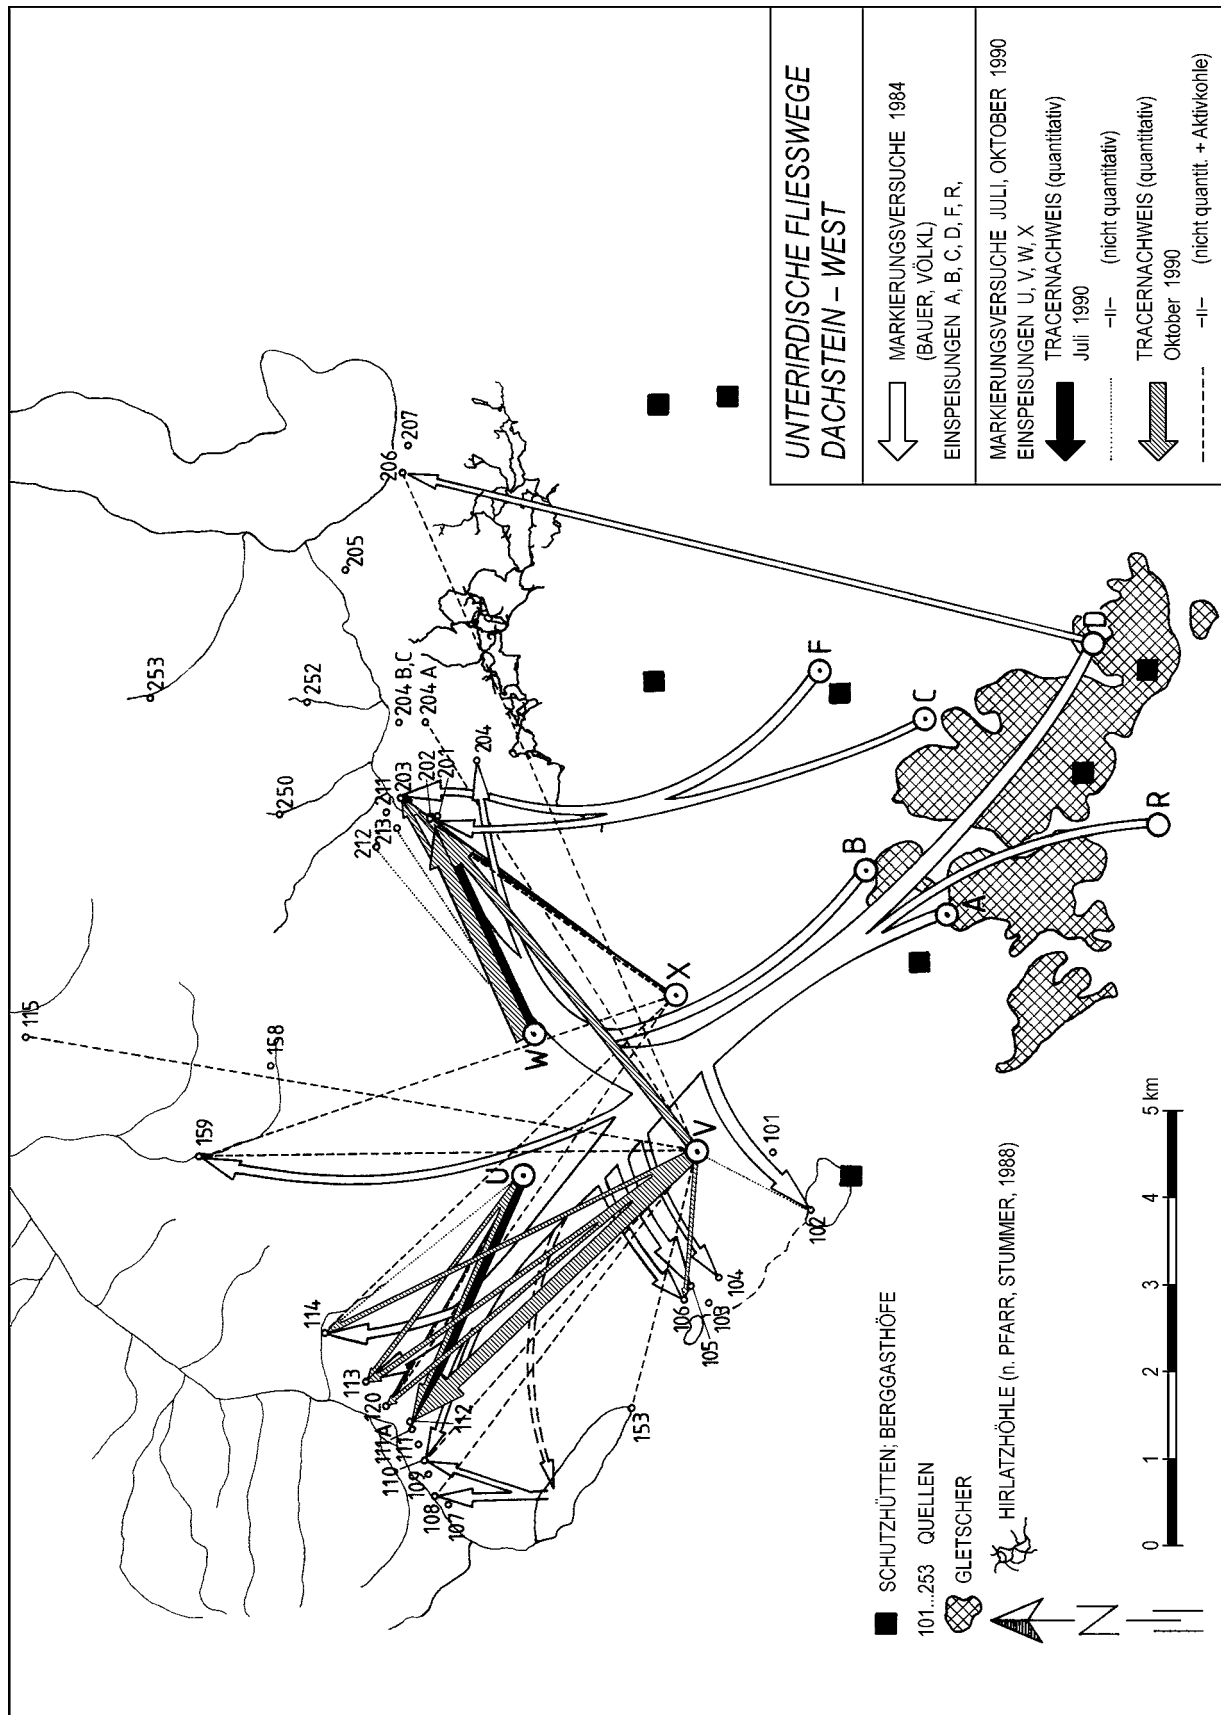 UNTERIRDISCHE FLIESSWEGE
DACHSTEIN – WEST
MARKIERUNGSVERSUCHE 1984
(BAUER, VÖLKL)
EINSPEISUNGEN A, B, C, D, F, R,
MARKIERUNGSVERSUCHE JULI, OKTOBER 1990
EINSPEISUNGEN U, V, W, X
TRACERNACHWEIS (quantitativ)
Juli 1990
–II– (nicht quantitativ)
TRACERNACHWEIS (quantitativ)
Oktober 1990
–II– (nicht quantit. + Aktivkohle)
SCHUTZHÜTTEN; BERGGASTHÖFE
101...253 QUELLEN
GLETSCHER
HIRLATZHÖHLE (n. PFARR, STUMMER, 1988)
N
0 1 2 3 4 5 km
115
158
159
114
113
120
112
111A
111
110
109
108
107
153
106
105
103
104
102
101
250
252
253
205
206
207
204 B,C
204 A
204
203
202
201
211
213
212
U
V
W
X
A
B
C
D
F
R